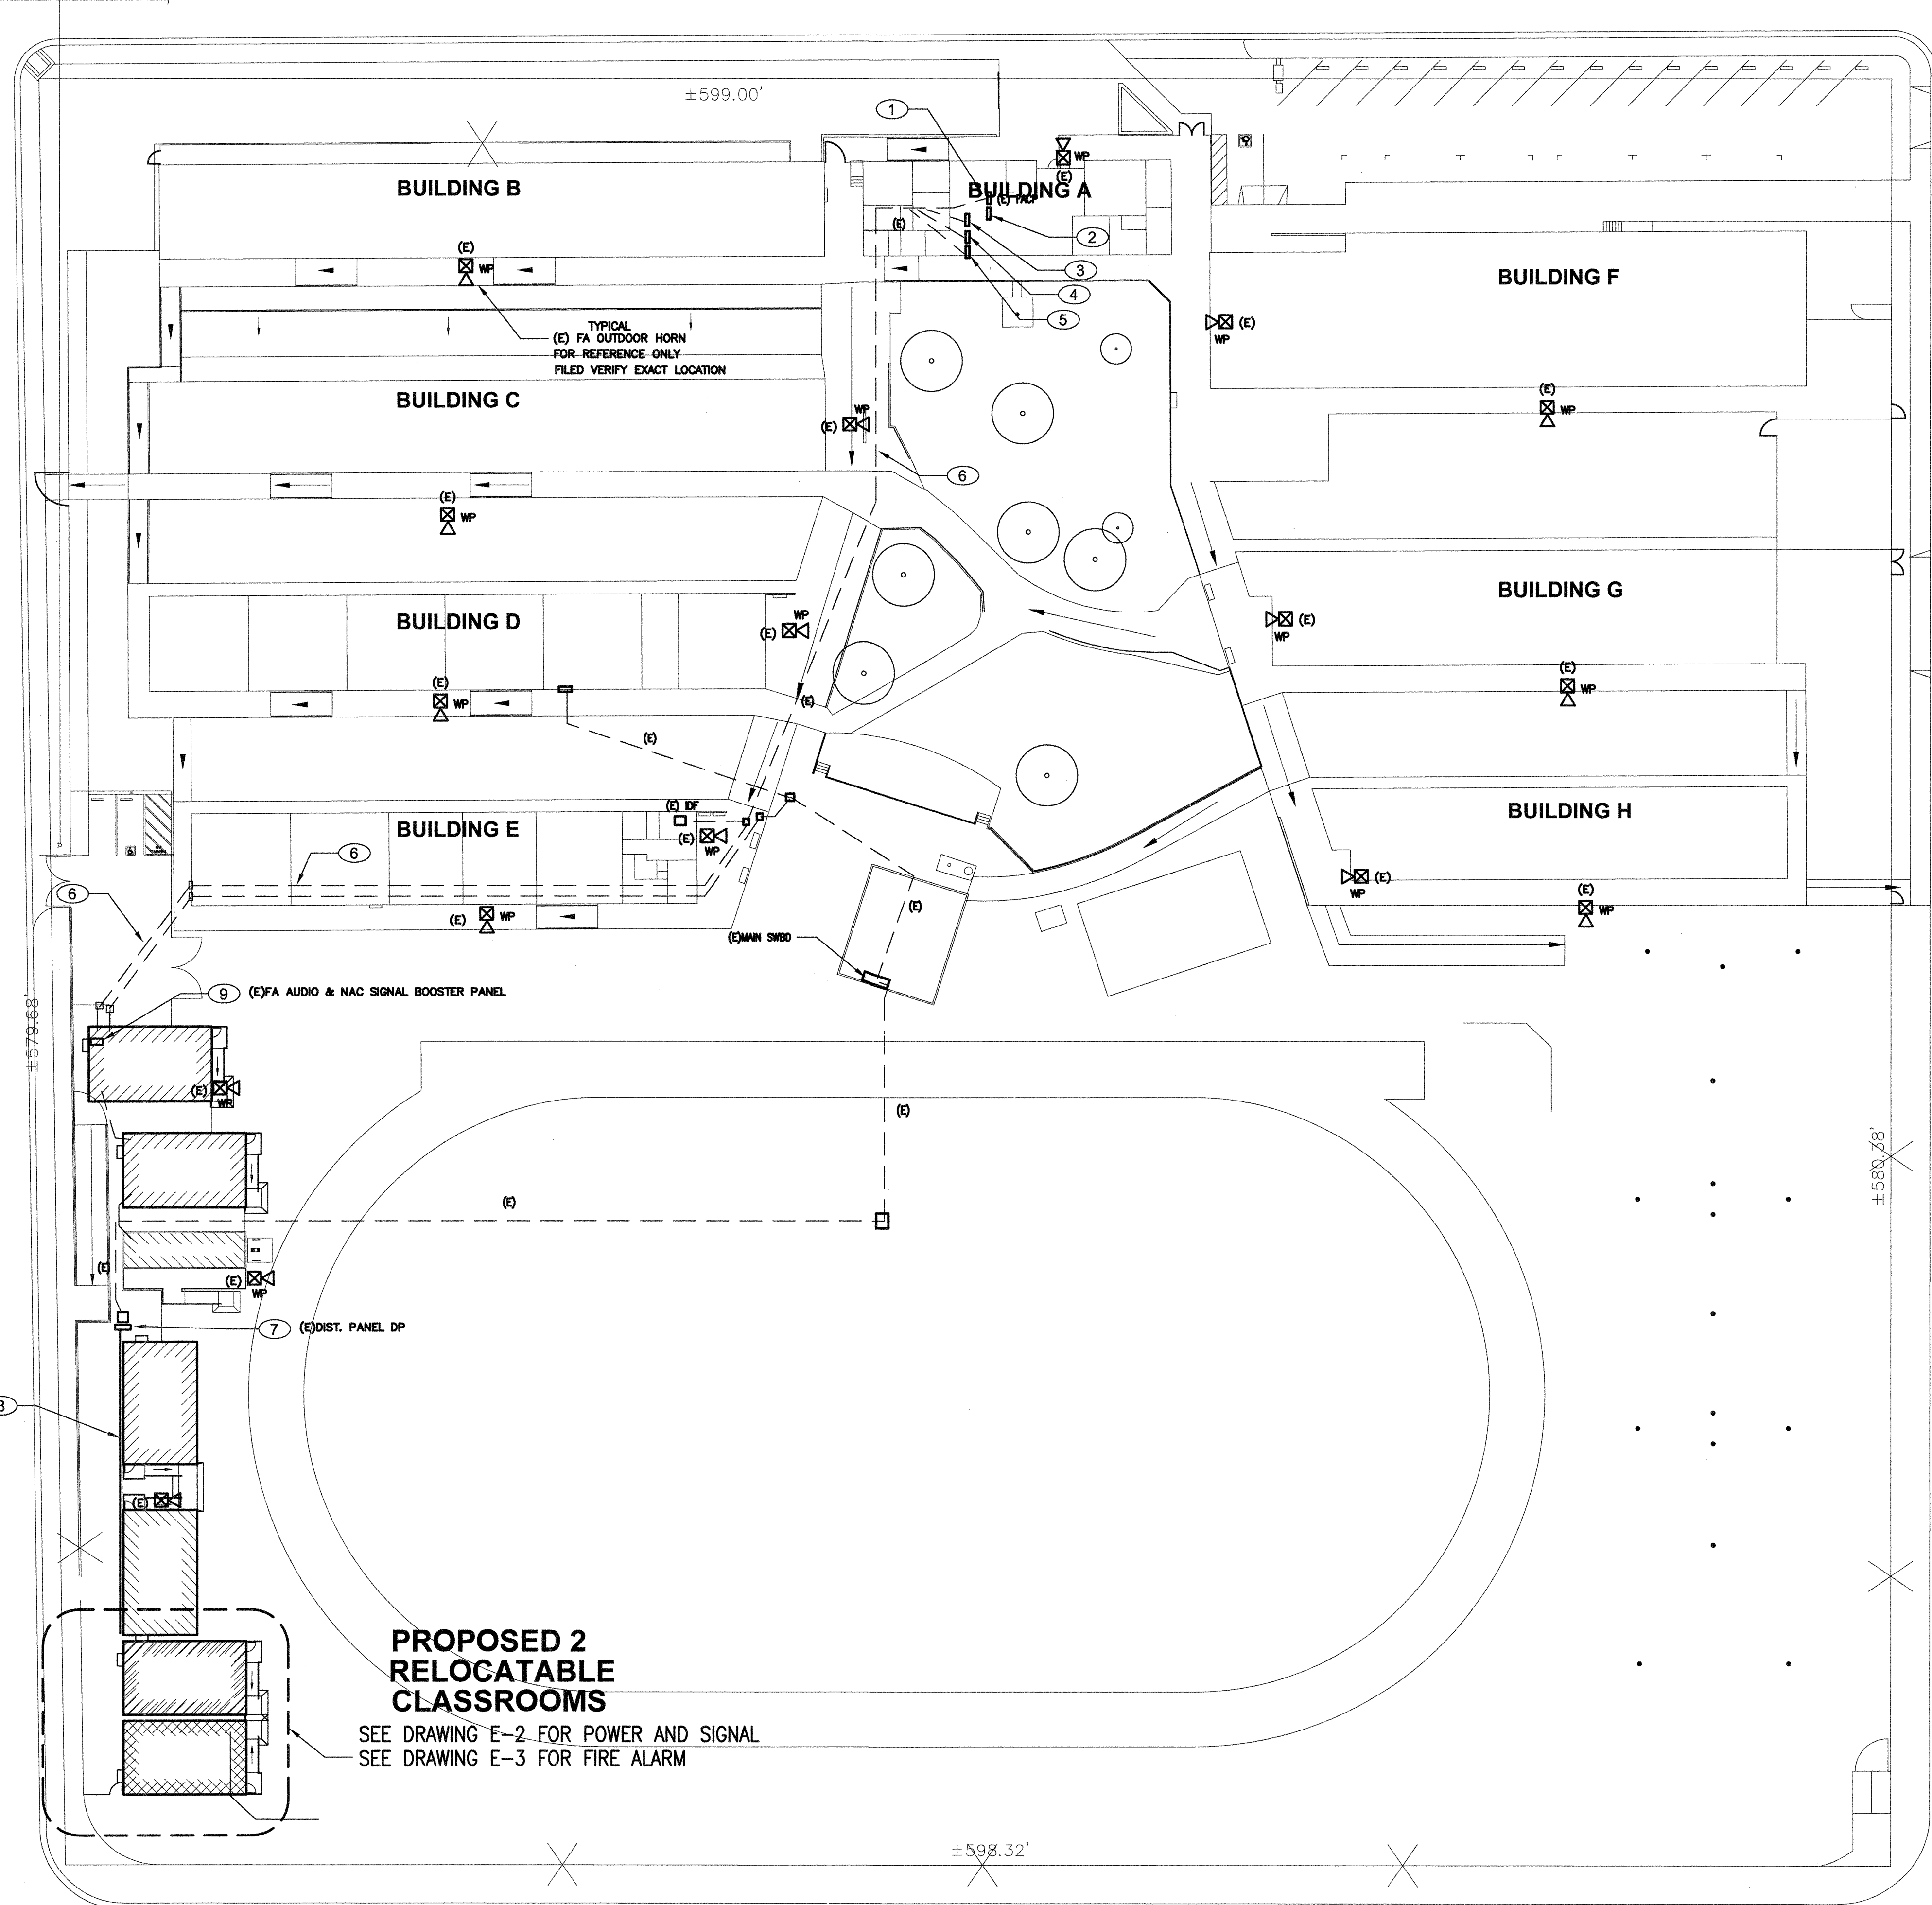 ±599.00'
1
WP
(E)
BUILDING B
BUILDING A
(E) FACP
(E)
2
3
4
5
(E)
WP
BUILDING F
(E)
WP
TYPICAL
(E) FA OUTDOOR HORN
FOR REFERENCE ONLY
FILED VERIFY EXACT LOCATION
BUILDING C
(E)
WP
(E)
WP
6
(E)
WP
BUILDING G
BUILDING D
(E)
WP
(E)
WP
(E)
WP
(E)
WP
(E)
(E)
(E) IDF
BUILDING E
(E)
WP
BUILDING H
6
6
(E)
WP
(E)
WP
(E)
WP
(E)
(E)MAIN SWBD
9
(E)FA AUDIO & NAC SIGNAL BOOSTER PANEL
±579.68'
(E)
WP
(E)
±580.38'
(E)
(E)
(E)
WP
7
(E)DIST. PANEL DP
(E)
PROPOSED 2
RELOCATABLE
CLASSROOMS
SEE DRAWING E-2 FOR POWER AND SIGNAL
SEE DRAWING E-3 FOR FIRE ALARM
±598.32'